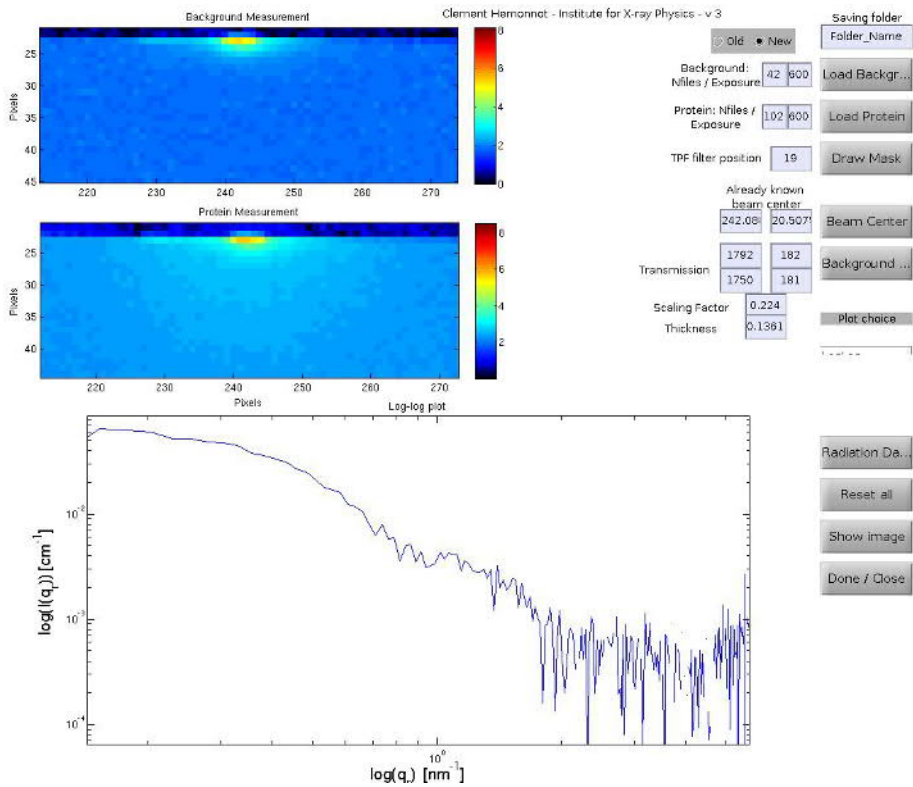 Background Measurement
Pixels
25
30
35
40
45
220
230
240
250
260
270
8
6
4
2
0
Protein Measurement
Pixels
25
30
35
40
220
230
240
250
260
270
Pixels
8
6
4
2
0
Clement Hemonnot - Institute for X-ray Physics - v 3
Old New
Background:
Nfiles / Exposure
42 600
Protein: Nfiles /
Exposure
102 600
TPF filter position
19
Already known
beam center
242.08 20.507
Transmission
1792 182
1750 181
Scaling Factor
0.224
Thickness
0.1361
Saving folder
Folder_Name
Load Backgr...
Load Protein
Draw Mask
Beam Center
Background ...
Plot choice
Log-log plot
log(I(qr)) [cm-1]
10-2
10-3
10-4
100
log(qr) [nm-1]
Radiation Da...
Reset all
Show image
Done / Close